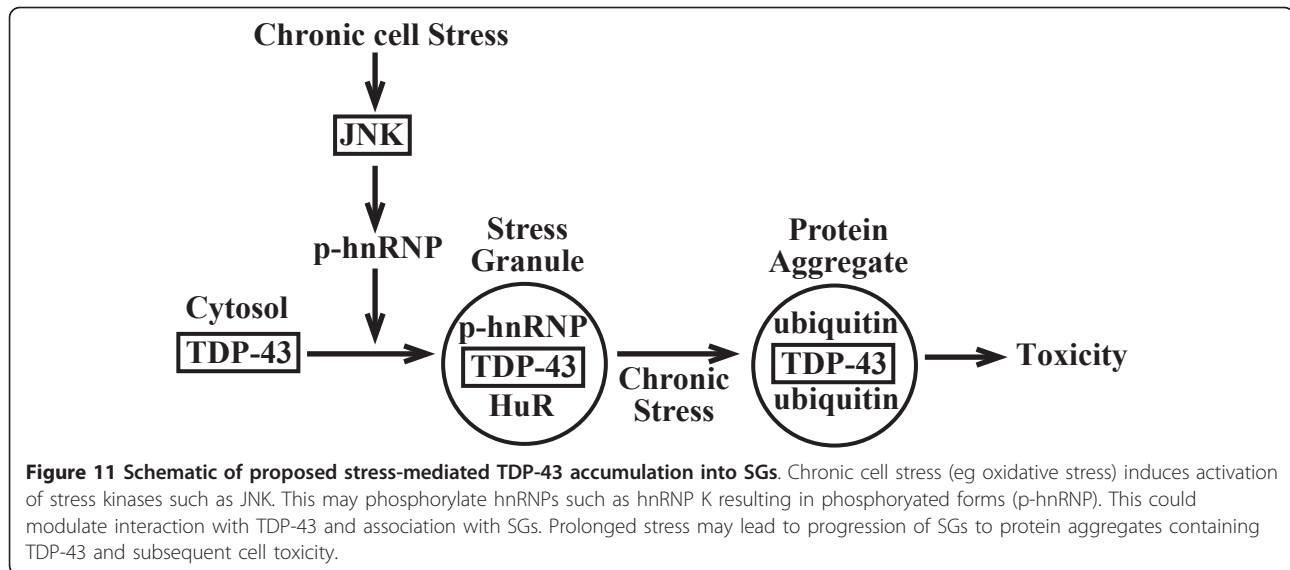 Chronic cell Stress
JNK
p-hnRNP
Cytosol
TDP-43
Stress
Granule
p-hnRNP
TDP-43
HuR
Chronic
Stress
Protein
Aggregate
ubiquitin
TDP-43
ubiquitin
Toxicity
Figure 11 Schematic of proposed stress-mediated TDP-43 accumulation into SGs. Chronic cell stress (eg oxidative stress) induces activation
of stress kinases such as JNK. This may phosphorylate hnRNPs such as hnRNP K resulting in phosphoryated forms (p-hnRNP). This could
modulate interaction with TDP-43 and association with SGs. Prolonged stress may lead to progression of SGs to protein aggregates containing
TDP-43 and subsequent cell toxicity.